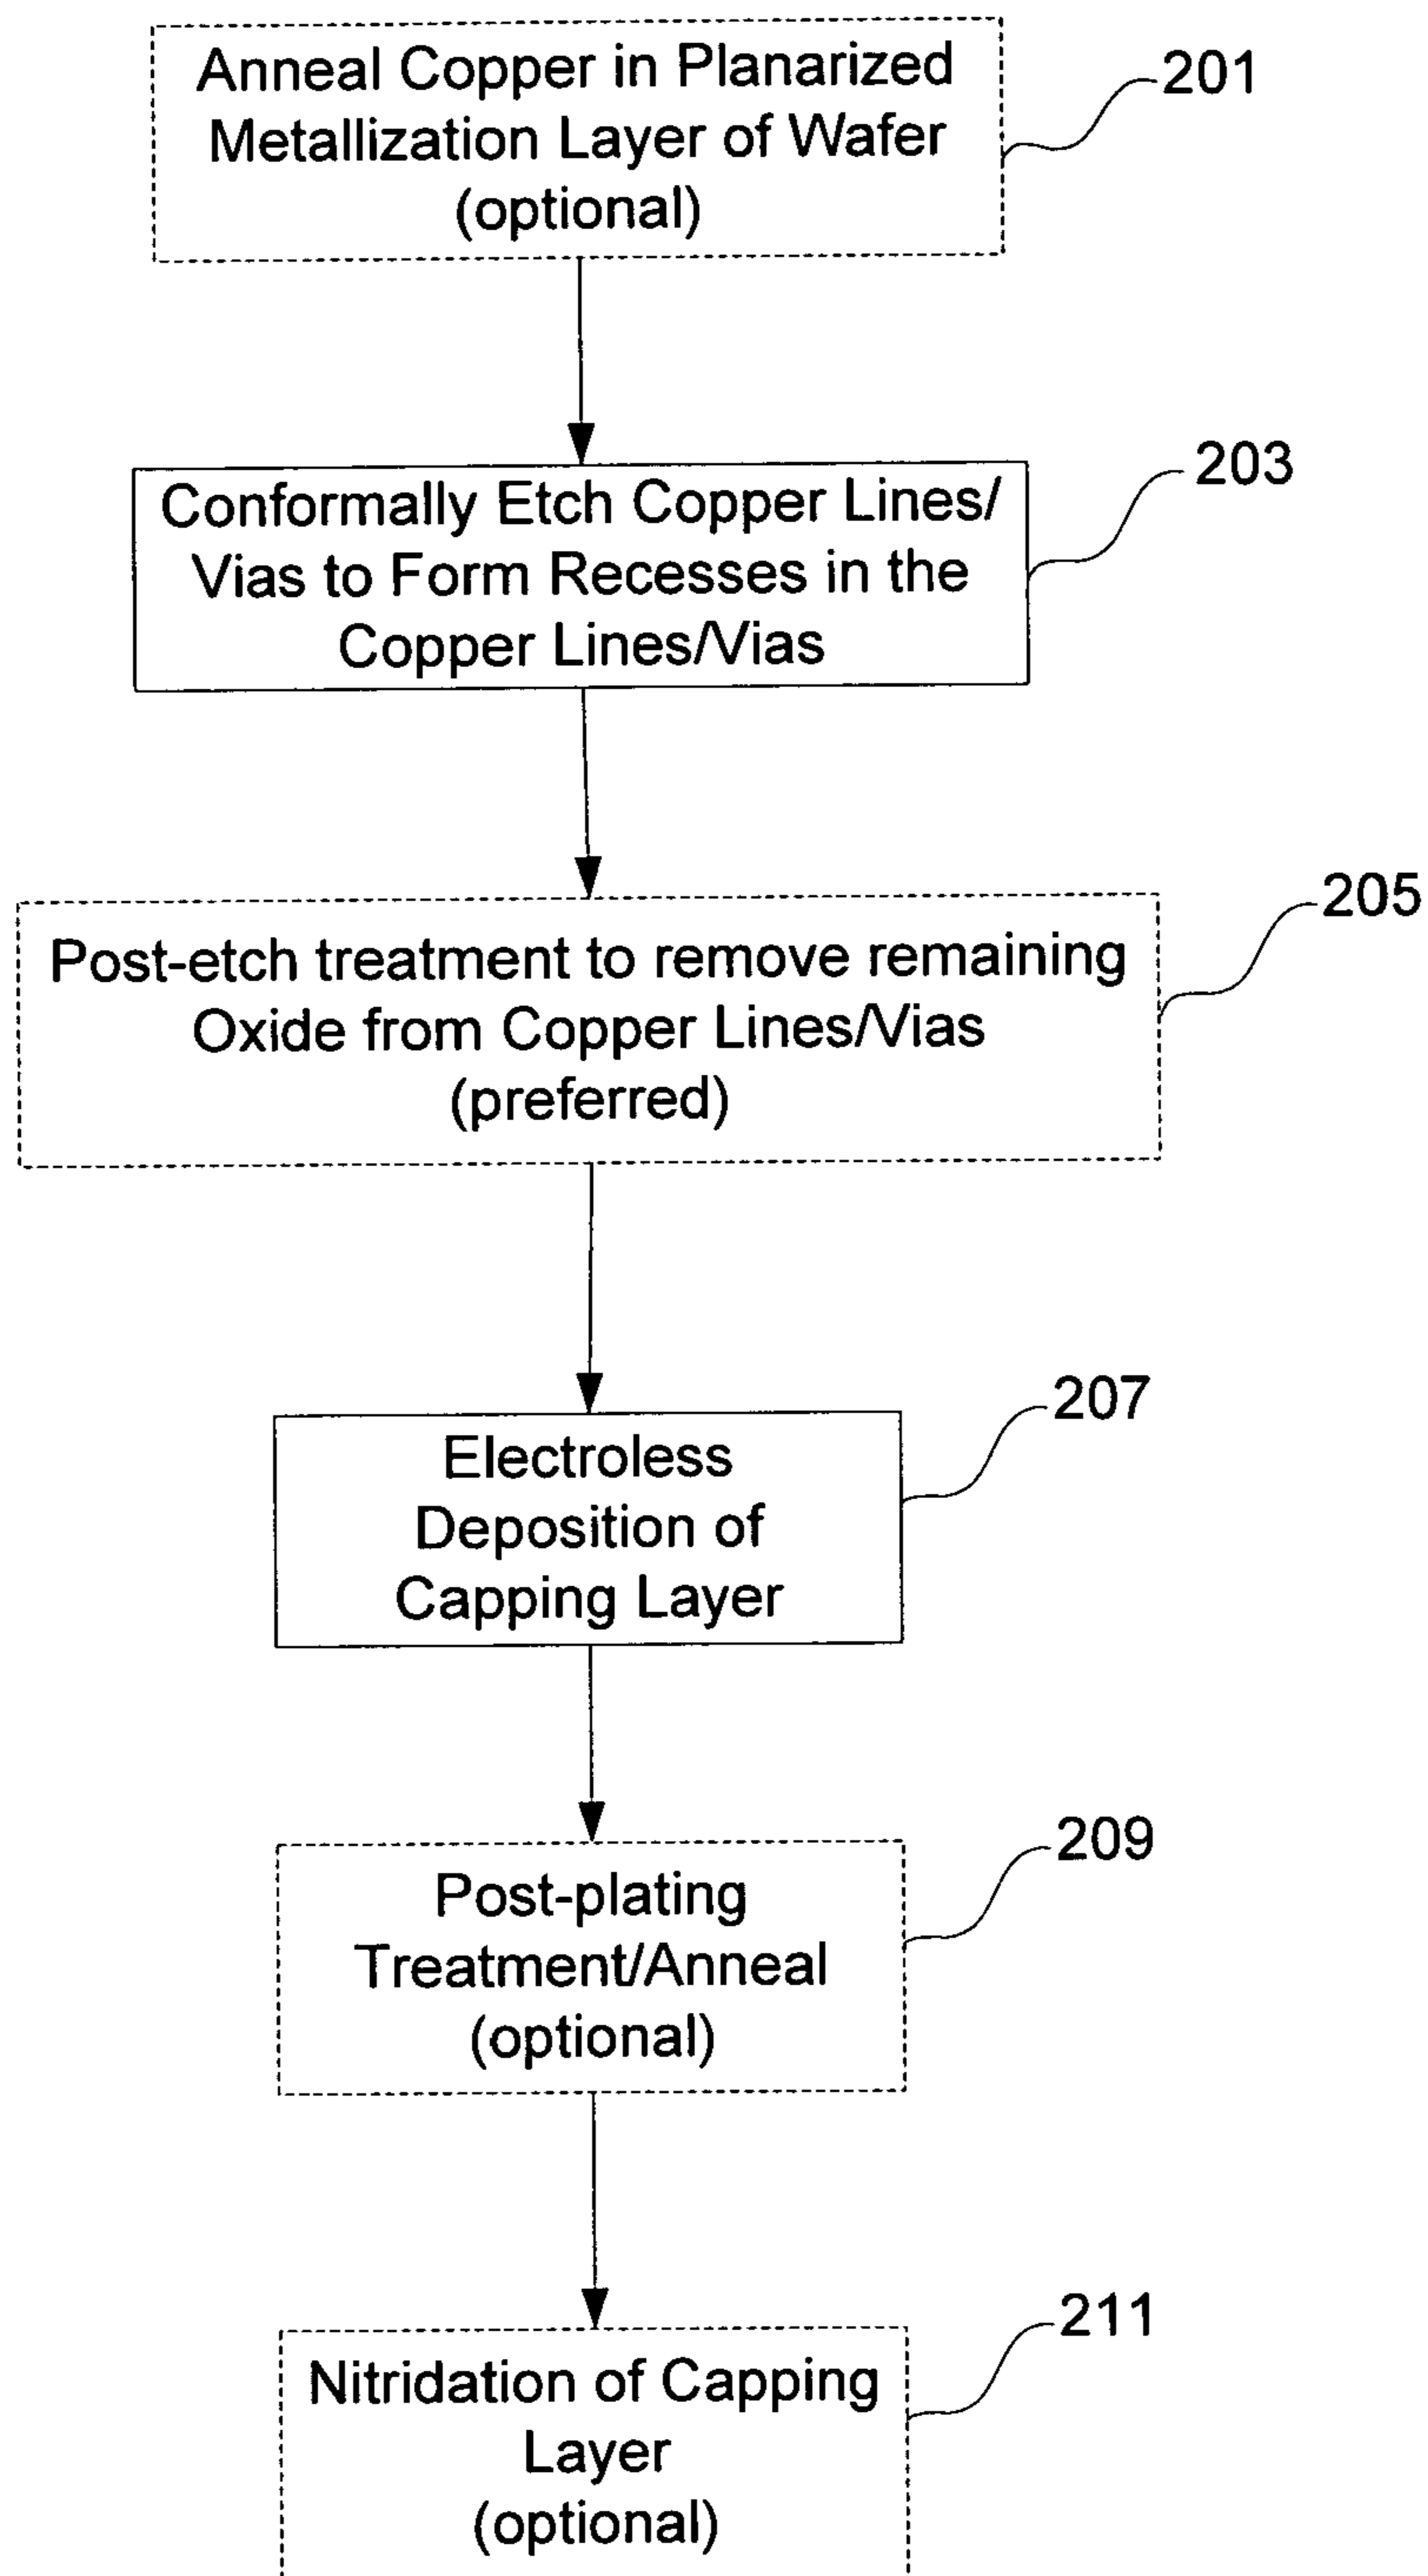 Anneal Copper in Planarized
Metallization Layer of Wafer
(optional)
201
Conformally Etch Copper Lines/
Vias to Form Recesses in the
Copper Lines/Vias
203
Post-etch treatment to remove remaining
Oxide from Copper Lines/Vias
(preferred)
205
Electroless
Deposition of
Capping Layer
207
Post-plating
Treatment/Anneal
(optional)
209
Nitridation of Capping
Layer
(optional)
211